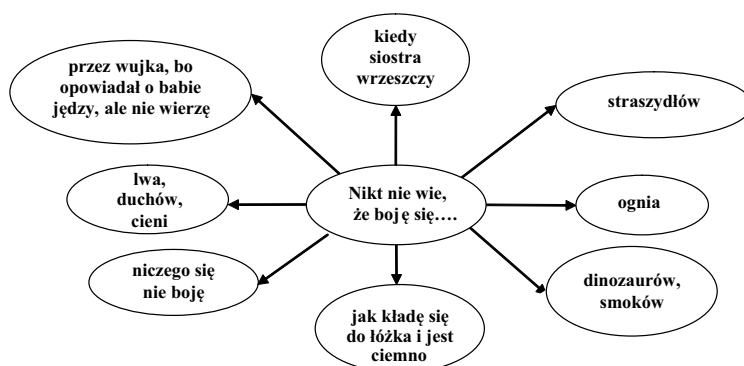 kiedy
siostra
wrzeszczy
przez wujka, bo
opowiadał o babie
jędzy, ale nie wierzę
straszydłów
lwa,
duchów,
cieni
Nikt nie wie,
że boję się….
ognia
niczego się
nie boję
dinozaurów,
smoków
jak kładę się
do łóżka i jest
ciemno